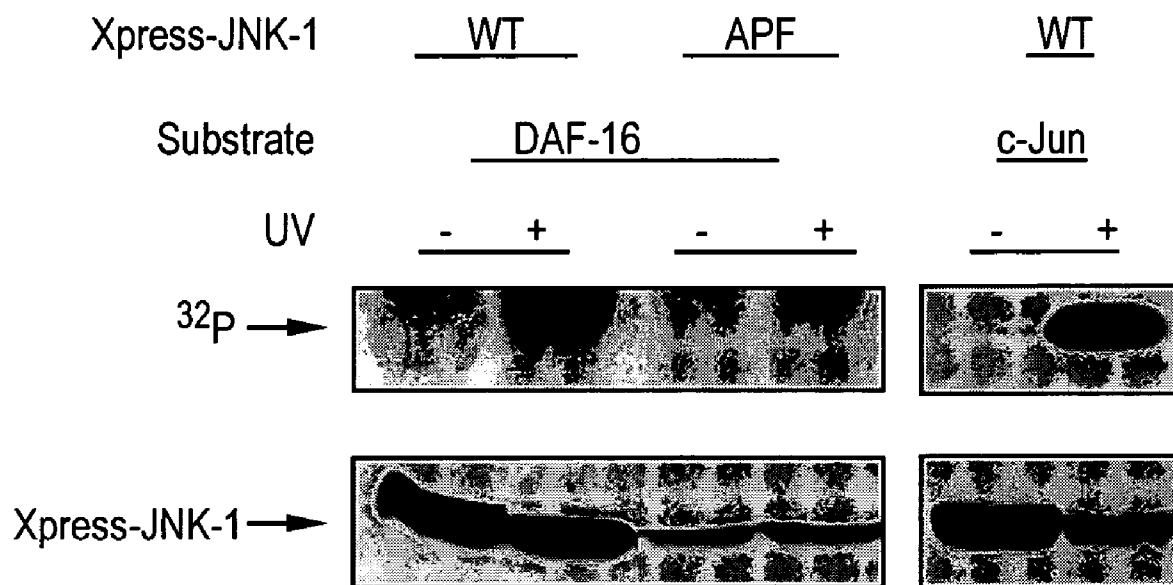 Xpress-JNK-1 WT APF WT
Substrate DAF-16 c-Jun
UV - + - + - +
³²P
Xpress-JNK-1